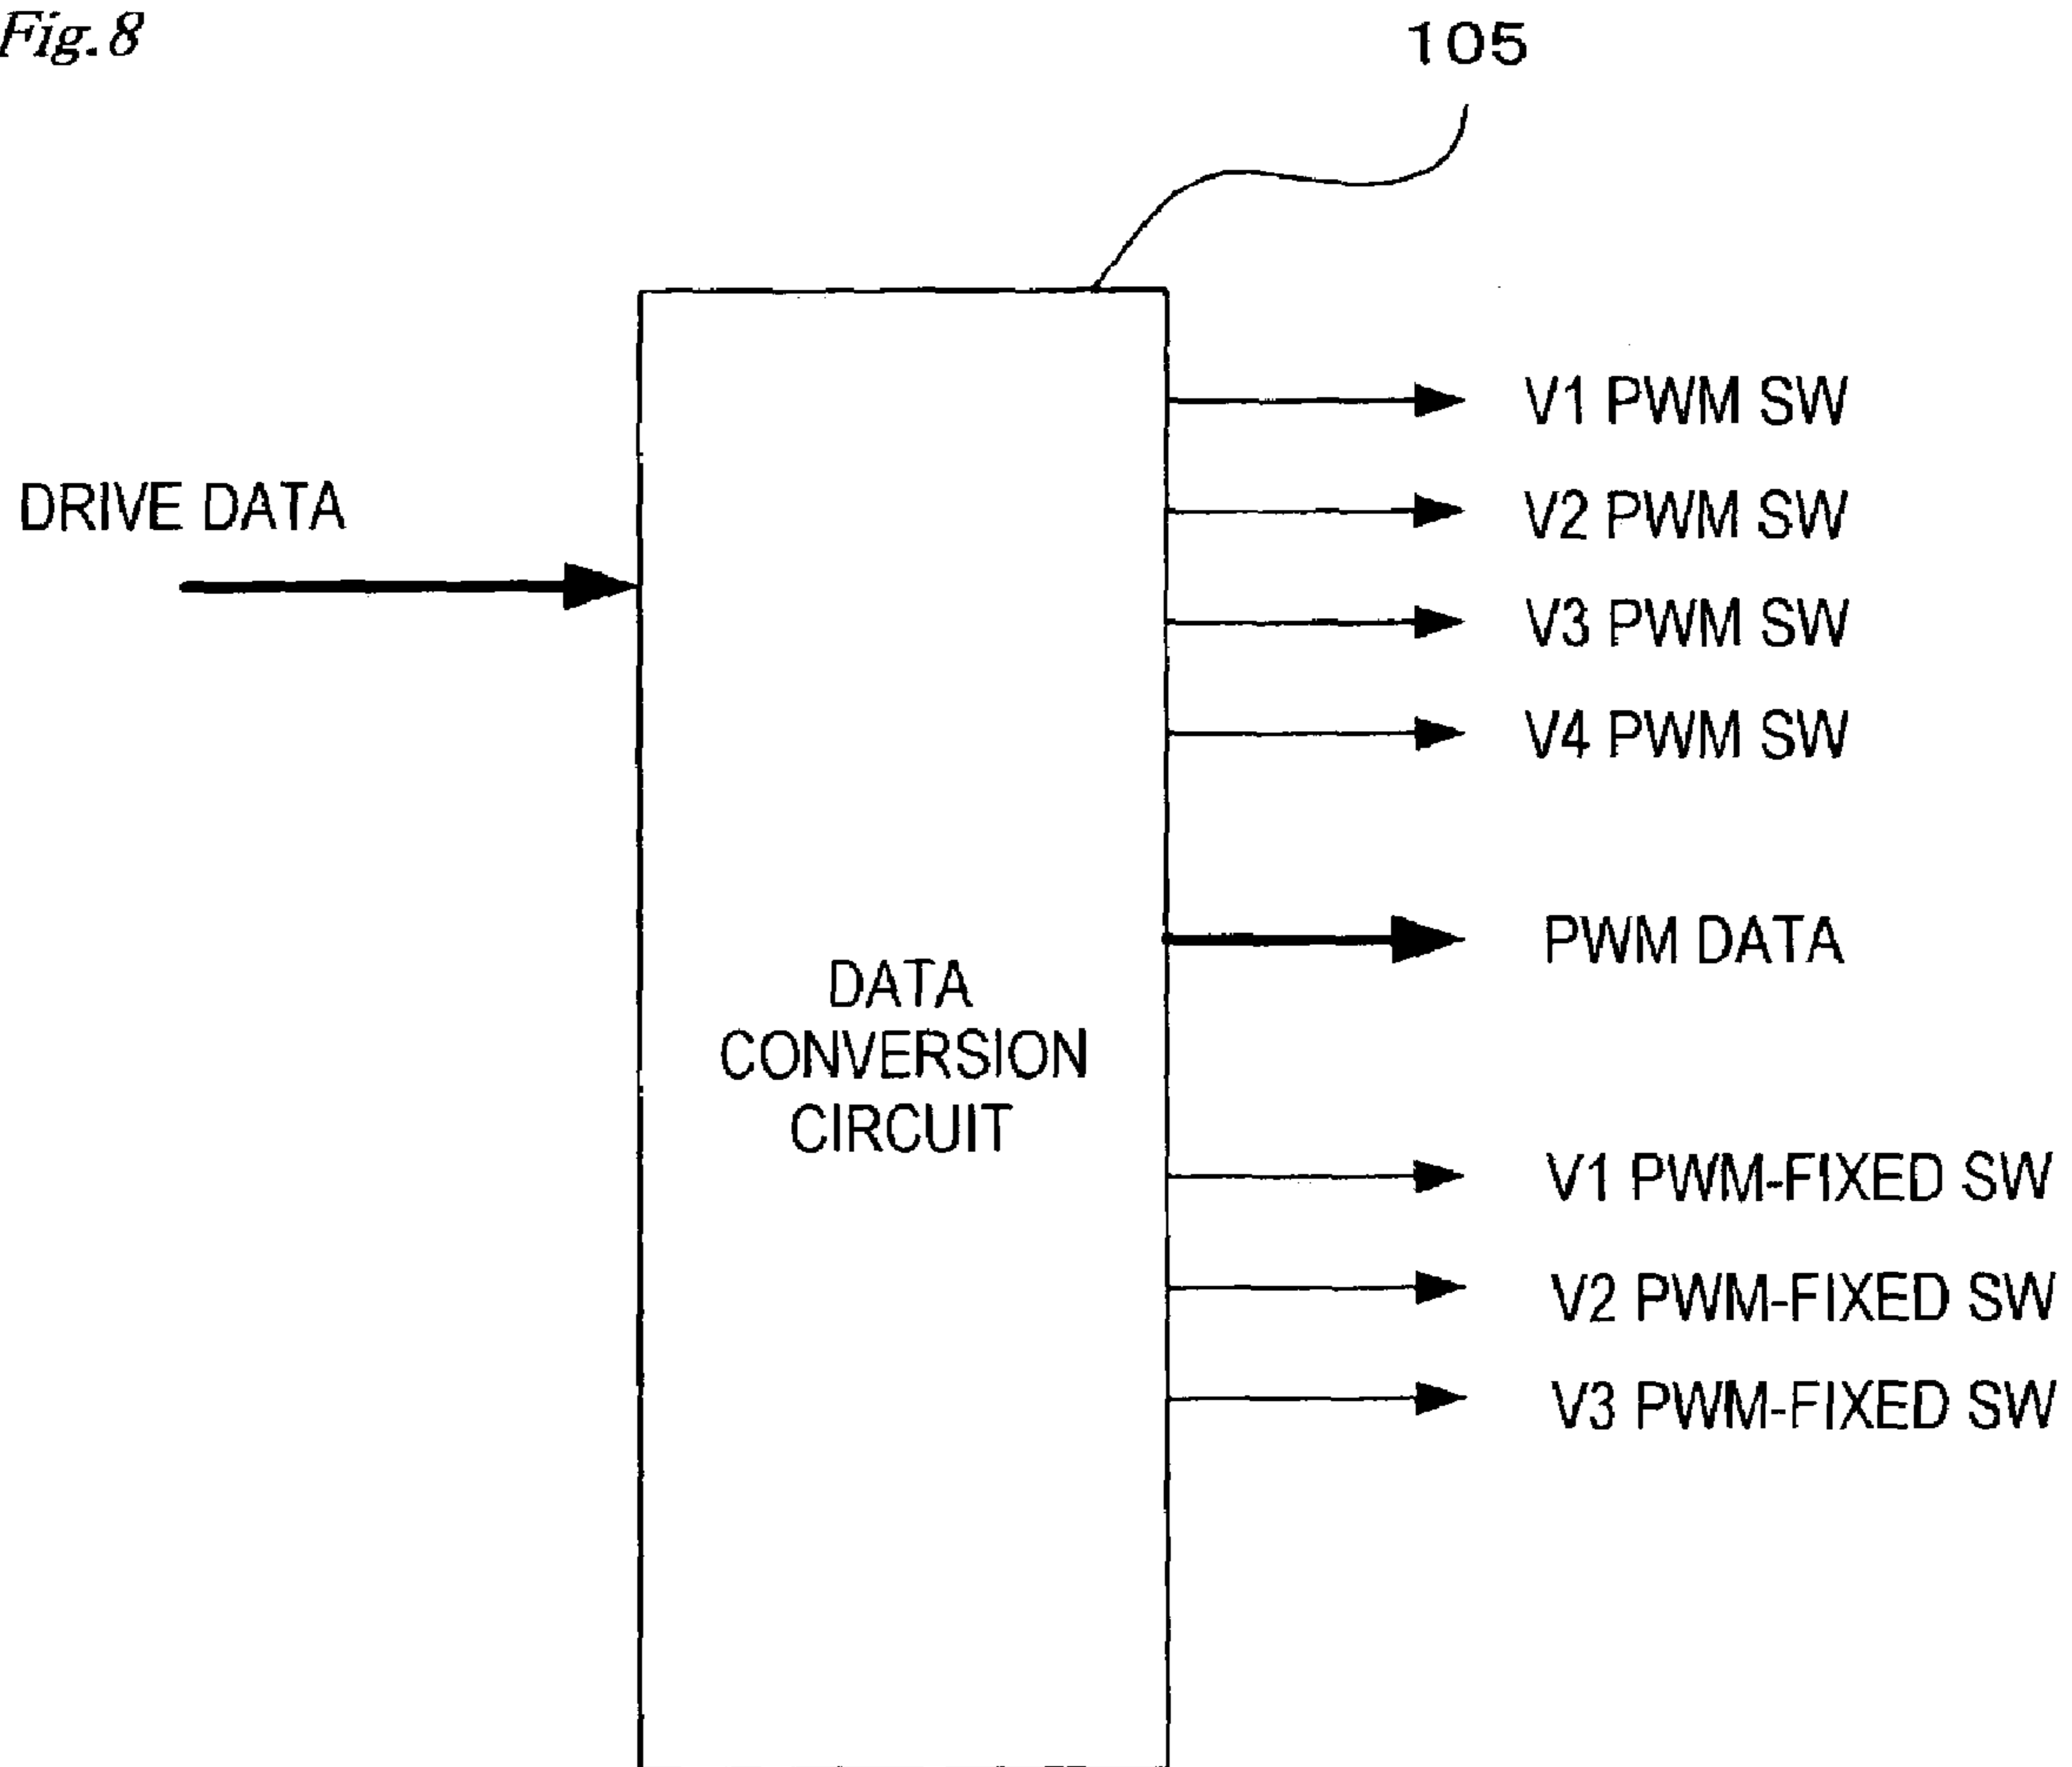 Fig. 8
105
V1 PWM SW
V2 PWM SW
DRIVE DATA
V3 PWM SW
V4 PWM SW
PWM DATA
DATA
CONVERSION
CIRCUIT
V1 PWM-FIXED SW
V2 PWM-FIXED SW
V3 PWM-FIXED SW